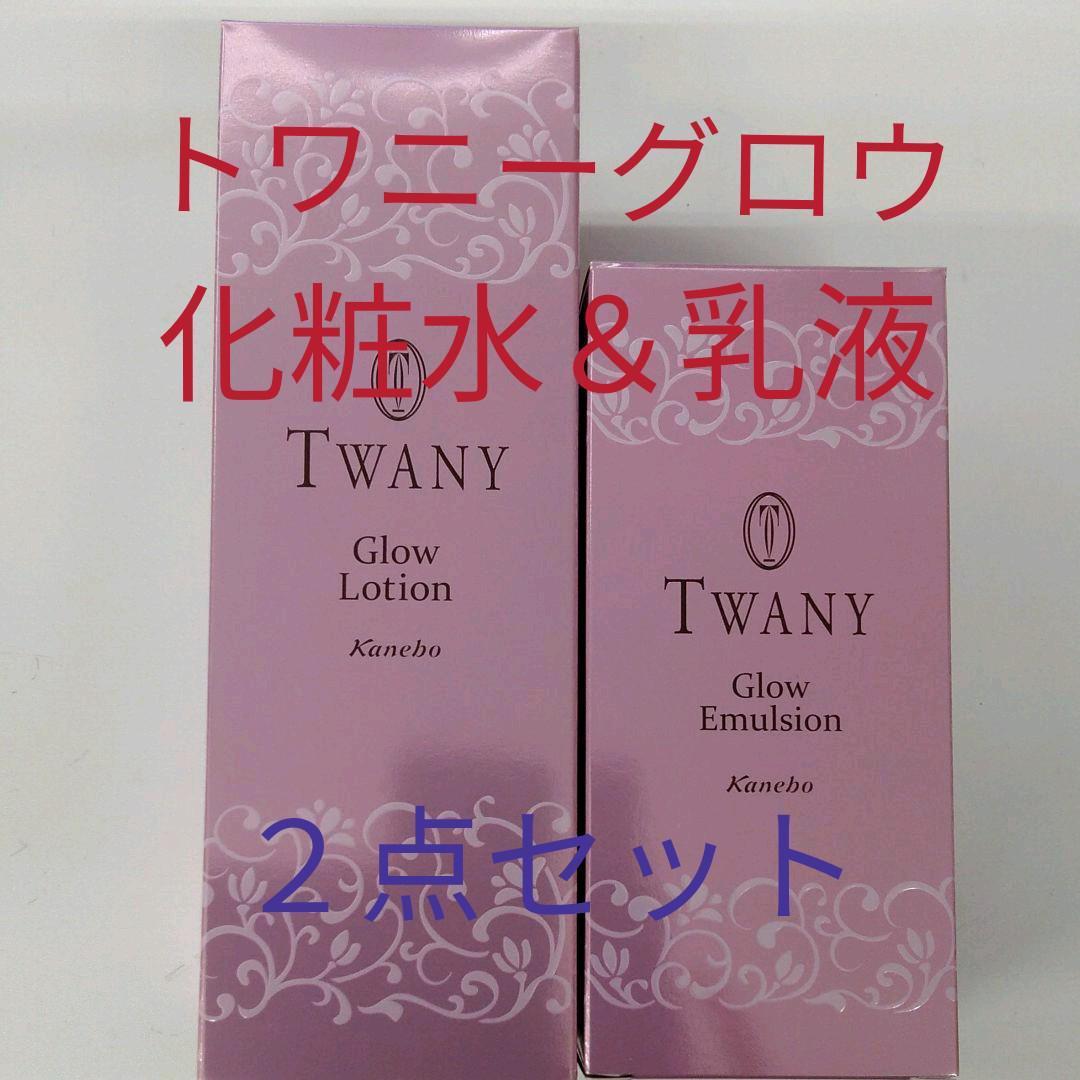 トワニーグロウ
化粧水&乳液
TWANY
Glow
Lotion
Kanebo
TWANY
Glow
Emulsion
Kanebo
2点セット